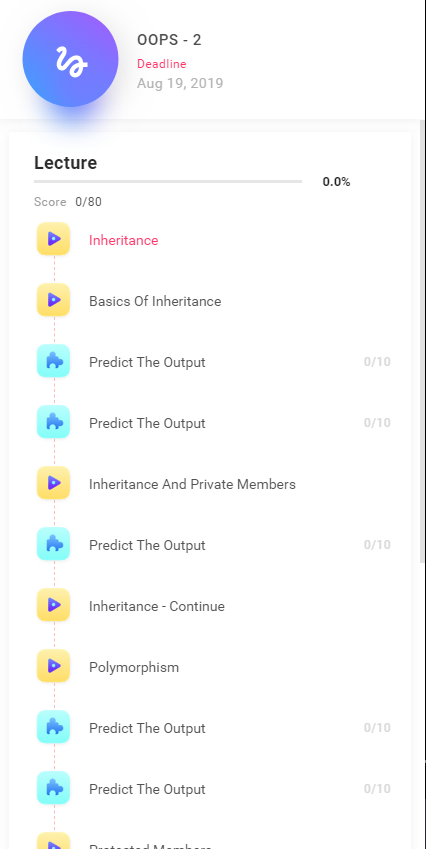 OOPS - 2
Deadline
Aug 19, 2019
Lecture
0.0%
Score 0/80
Inheritance
Basics Of Inheritance
Predict The Output 0/10
Predict The Output 0/10
Inheritance And Private Members
Predict The Output 0/10
Inheritance - Continue
Polymorphism
Predict The Output 0/10
Predict The Output 0/10
Protected Members